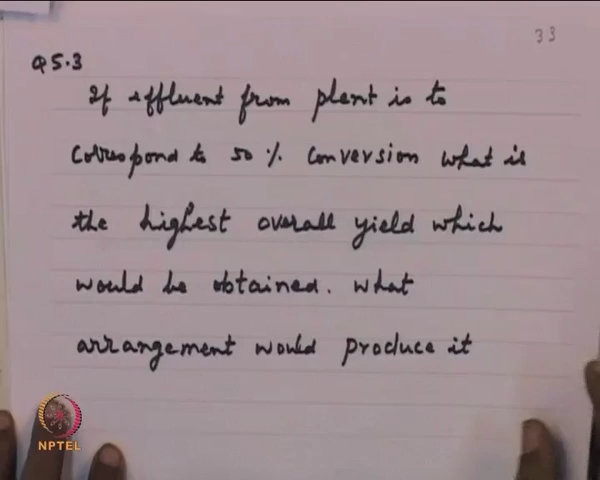 33
Q 5.3
If effluent from plant is to
correspond to 50 % conversion what is
the highest overall yield which
would be obtained. What
arrangement would produce it
NPTEL